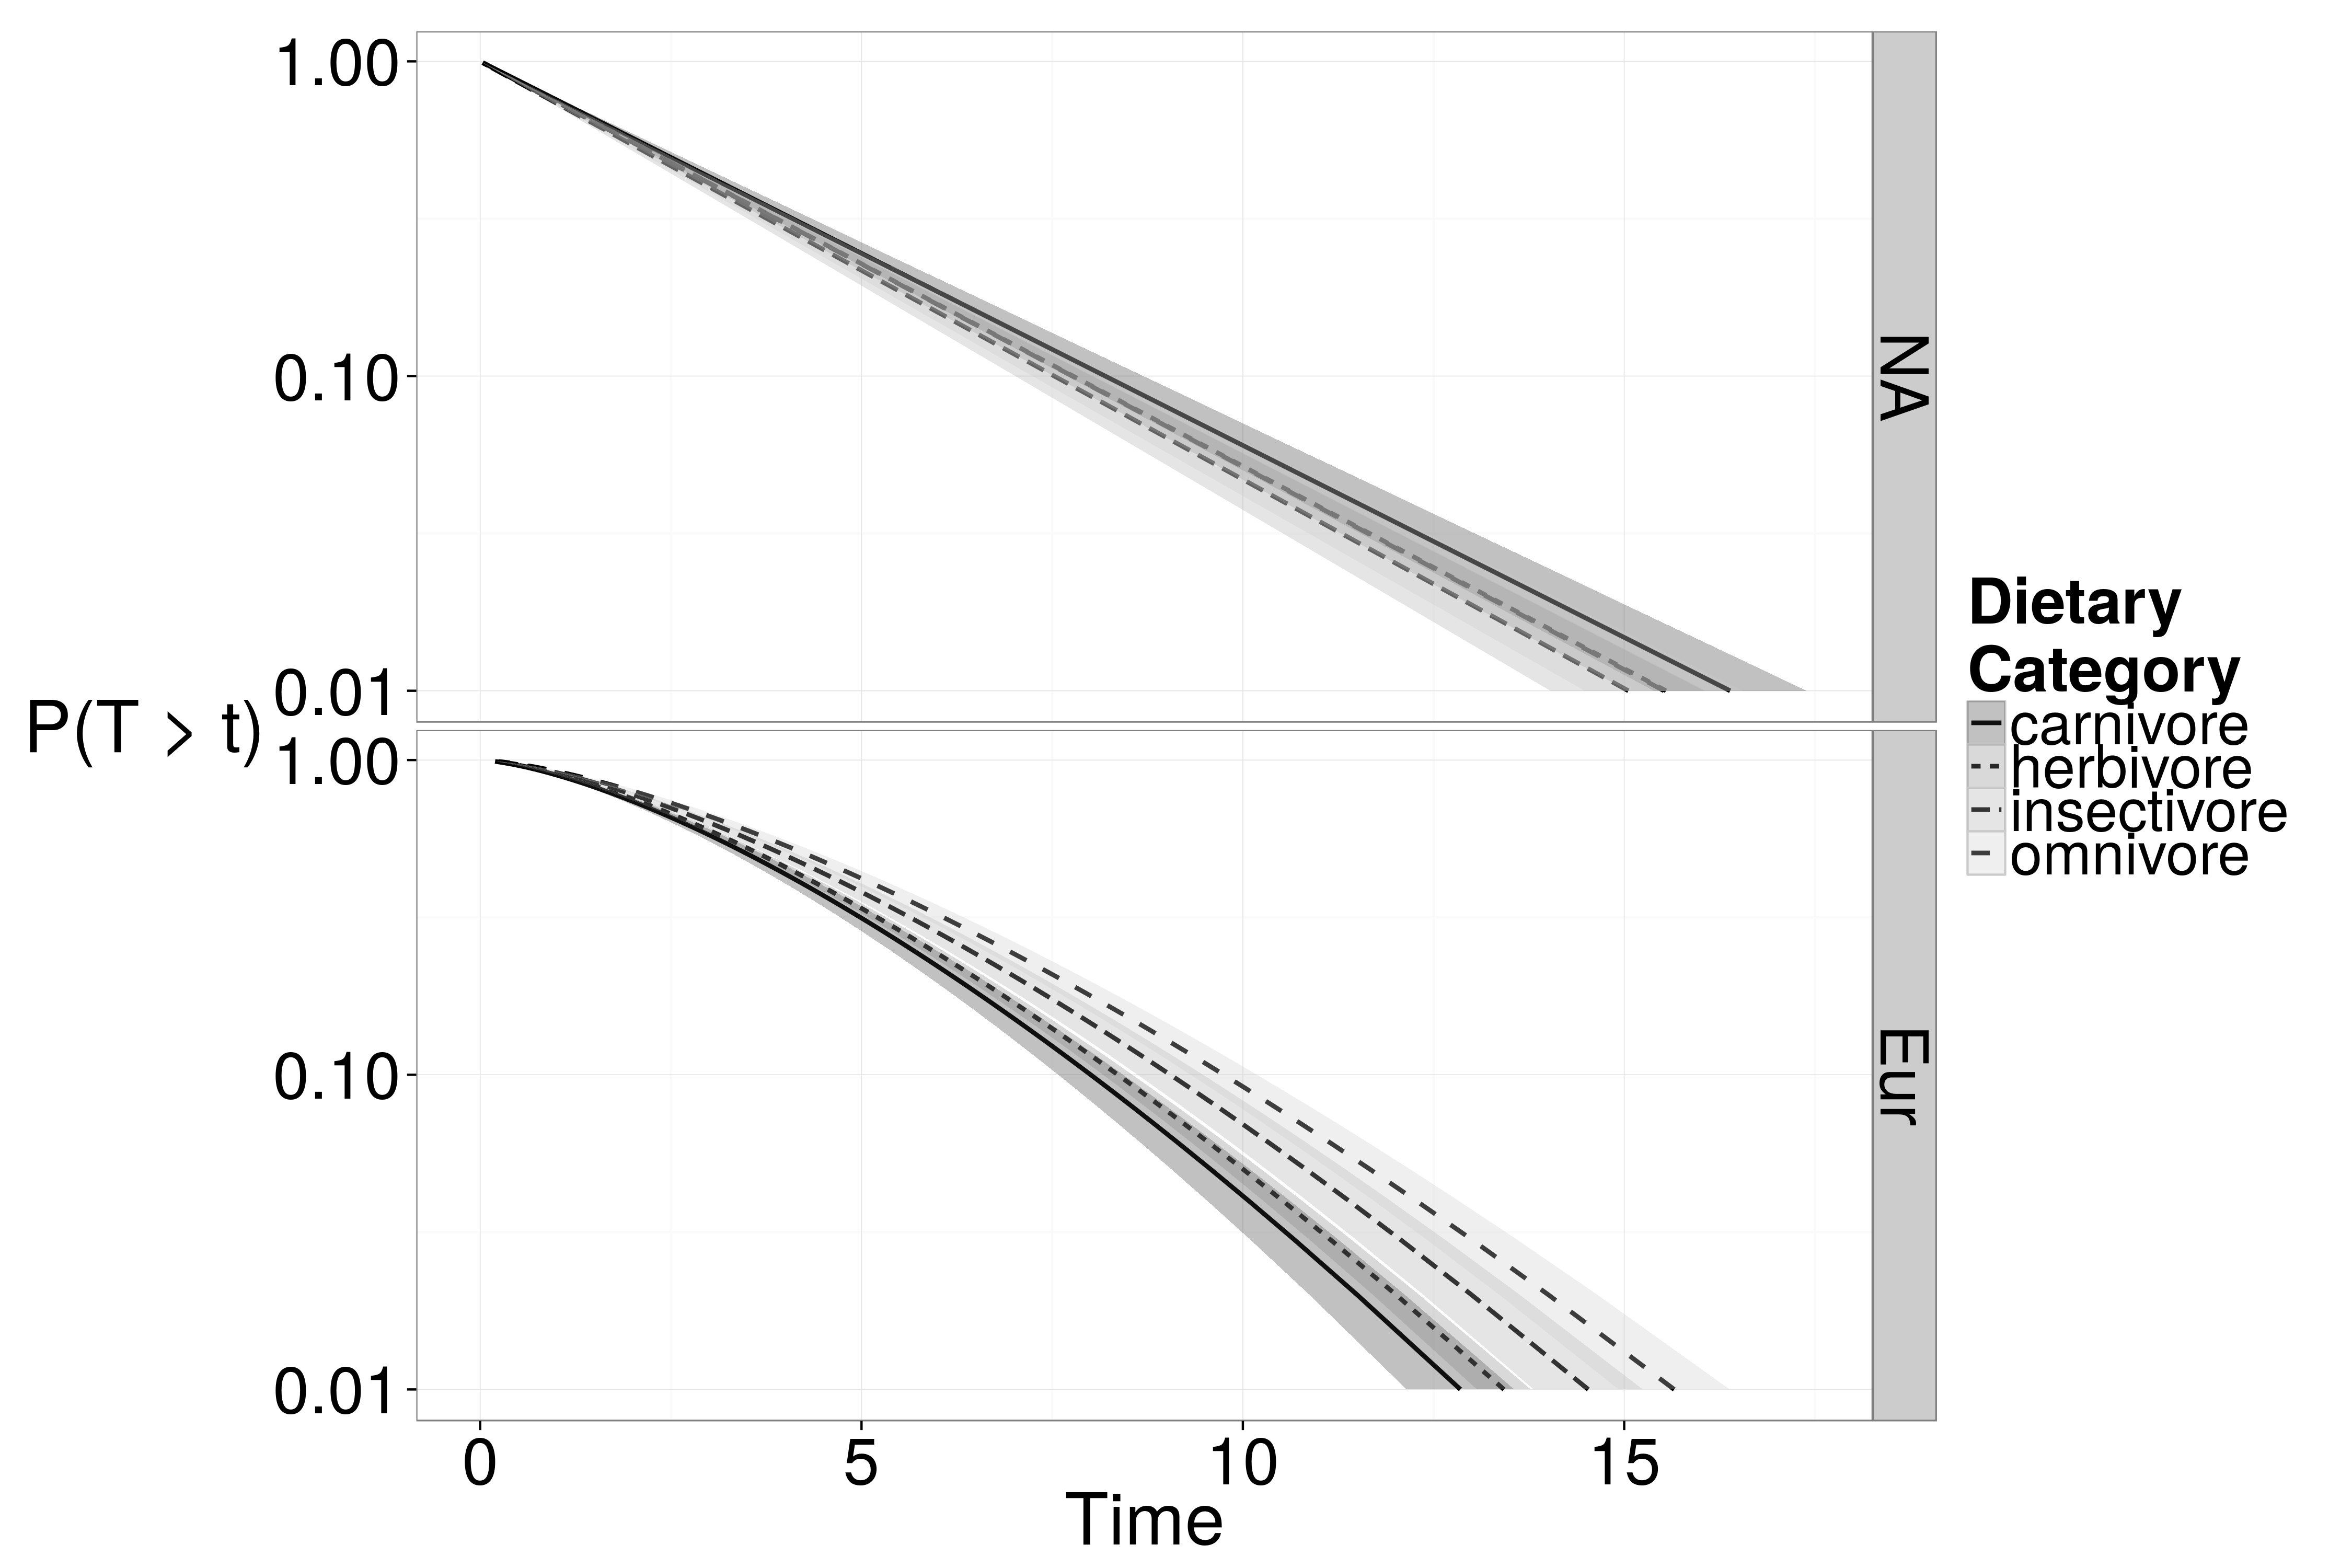 1.00
0.10
0.01
NA
P(T > t)
1.00
0.10
0.01
Eur
0 5 10 15
Time
Dietary
Category
carnivore
herbivore
insectivore
omnivore